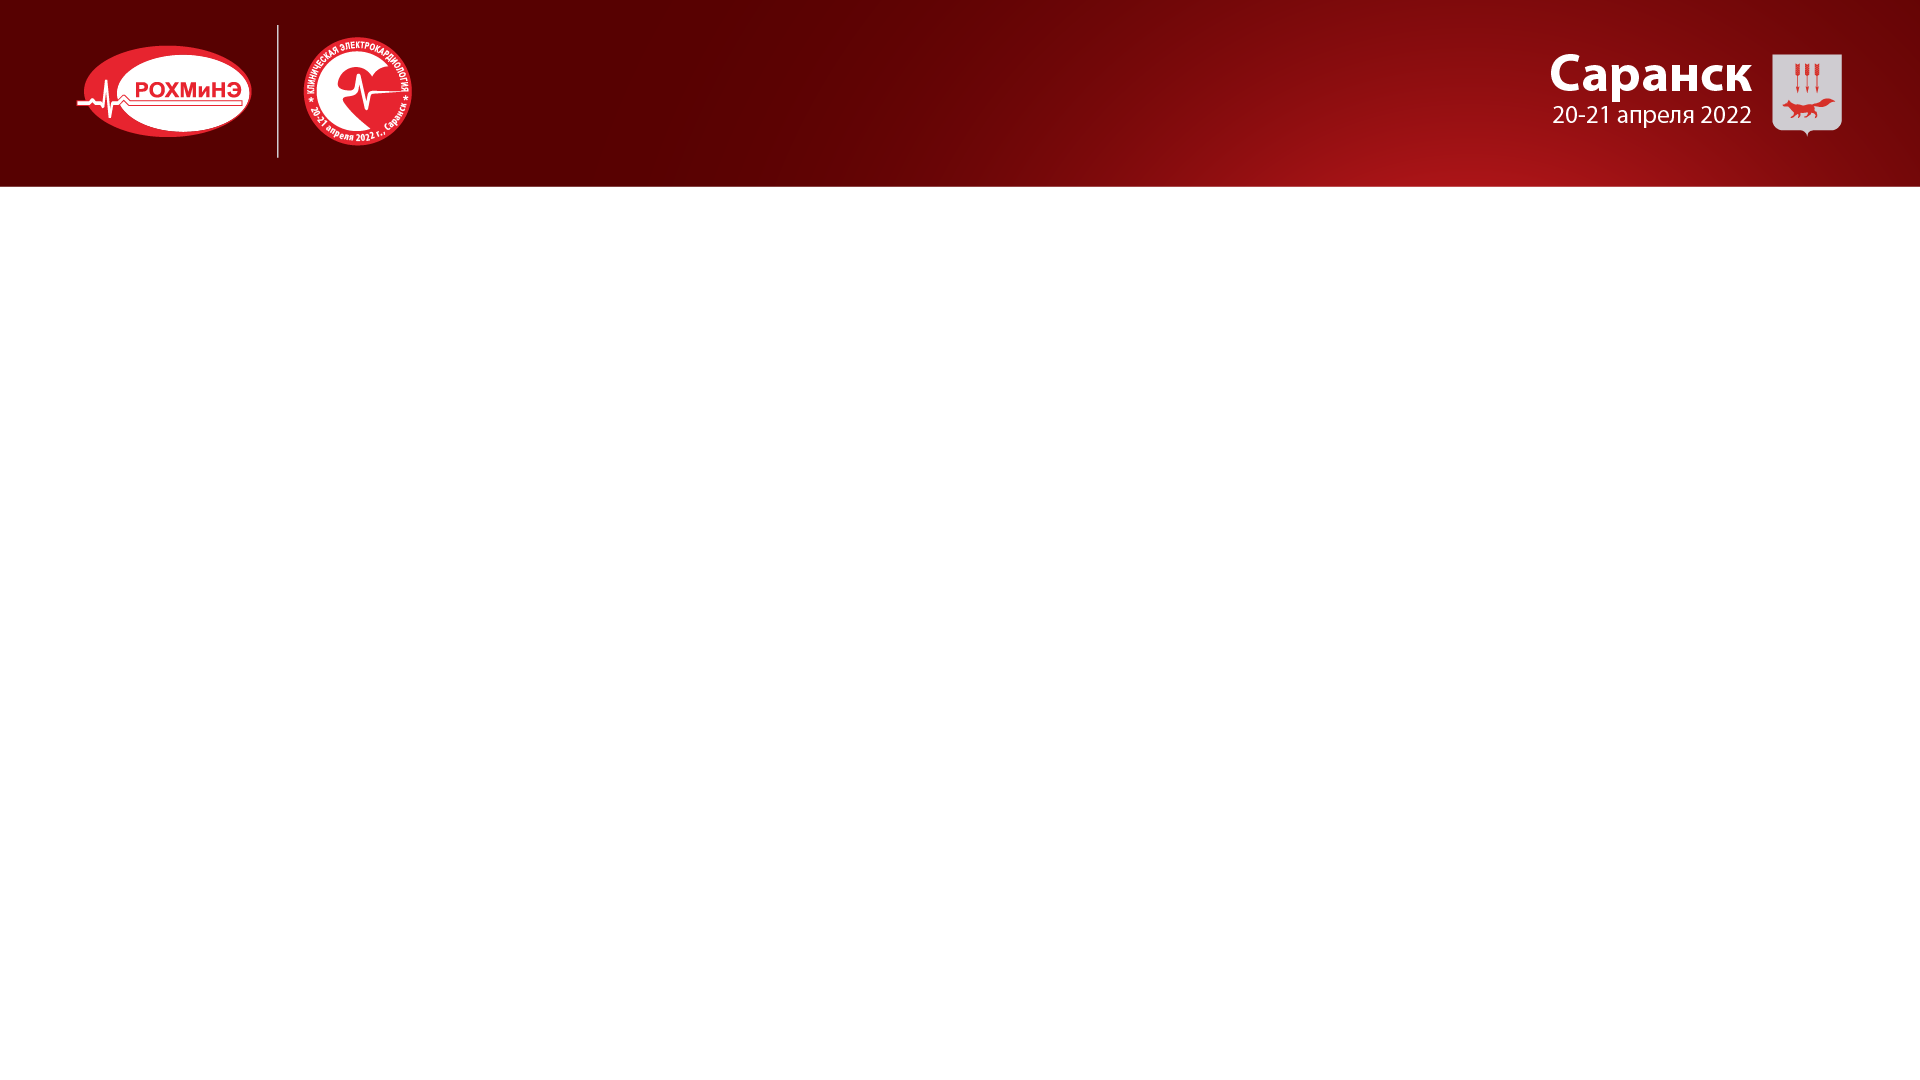 РОХМиНЭ
КЛИНИЧЕСКАЯ ЭЛЕКТРОКАРДИОЛОГИЯ
* 20-21 апреля 2022 г., Саранск *
Саранск
20-21 апреля 2022